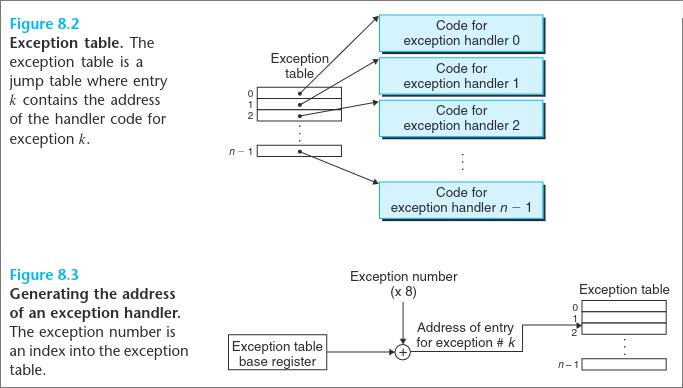 Figure 8.2
Exception table. The
exception table is a
jump table where entry
k contains the address
of the handler code for
exception k.
Exception
table
0
1
2
n − 1
Code for
exception handler 0
Code for
exception handler 1
Code for
exception handler 2
Code for
exception handler n − 1
Figure 8.3
Generating the address
of an exception handler.
The exception number is
an index into the exception
table.
Exception number
(x 8)
Exception table
base register
+
Address of entry
for exception # k
Exception table
0
1
2
n − 1